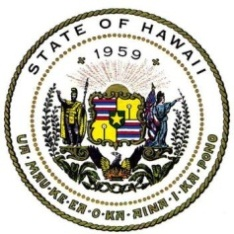 STATE OF HAWAII
1959
UA·MAU·KE·EA·O·KA·AINA·I·KA·PONO